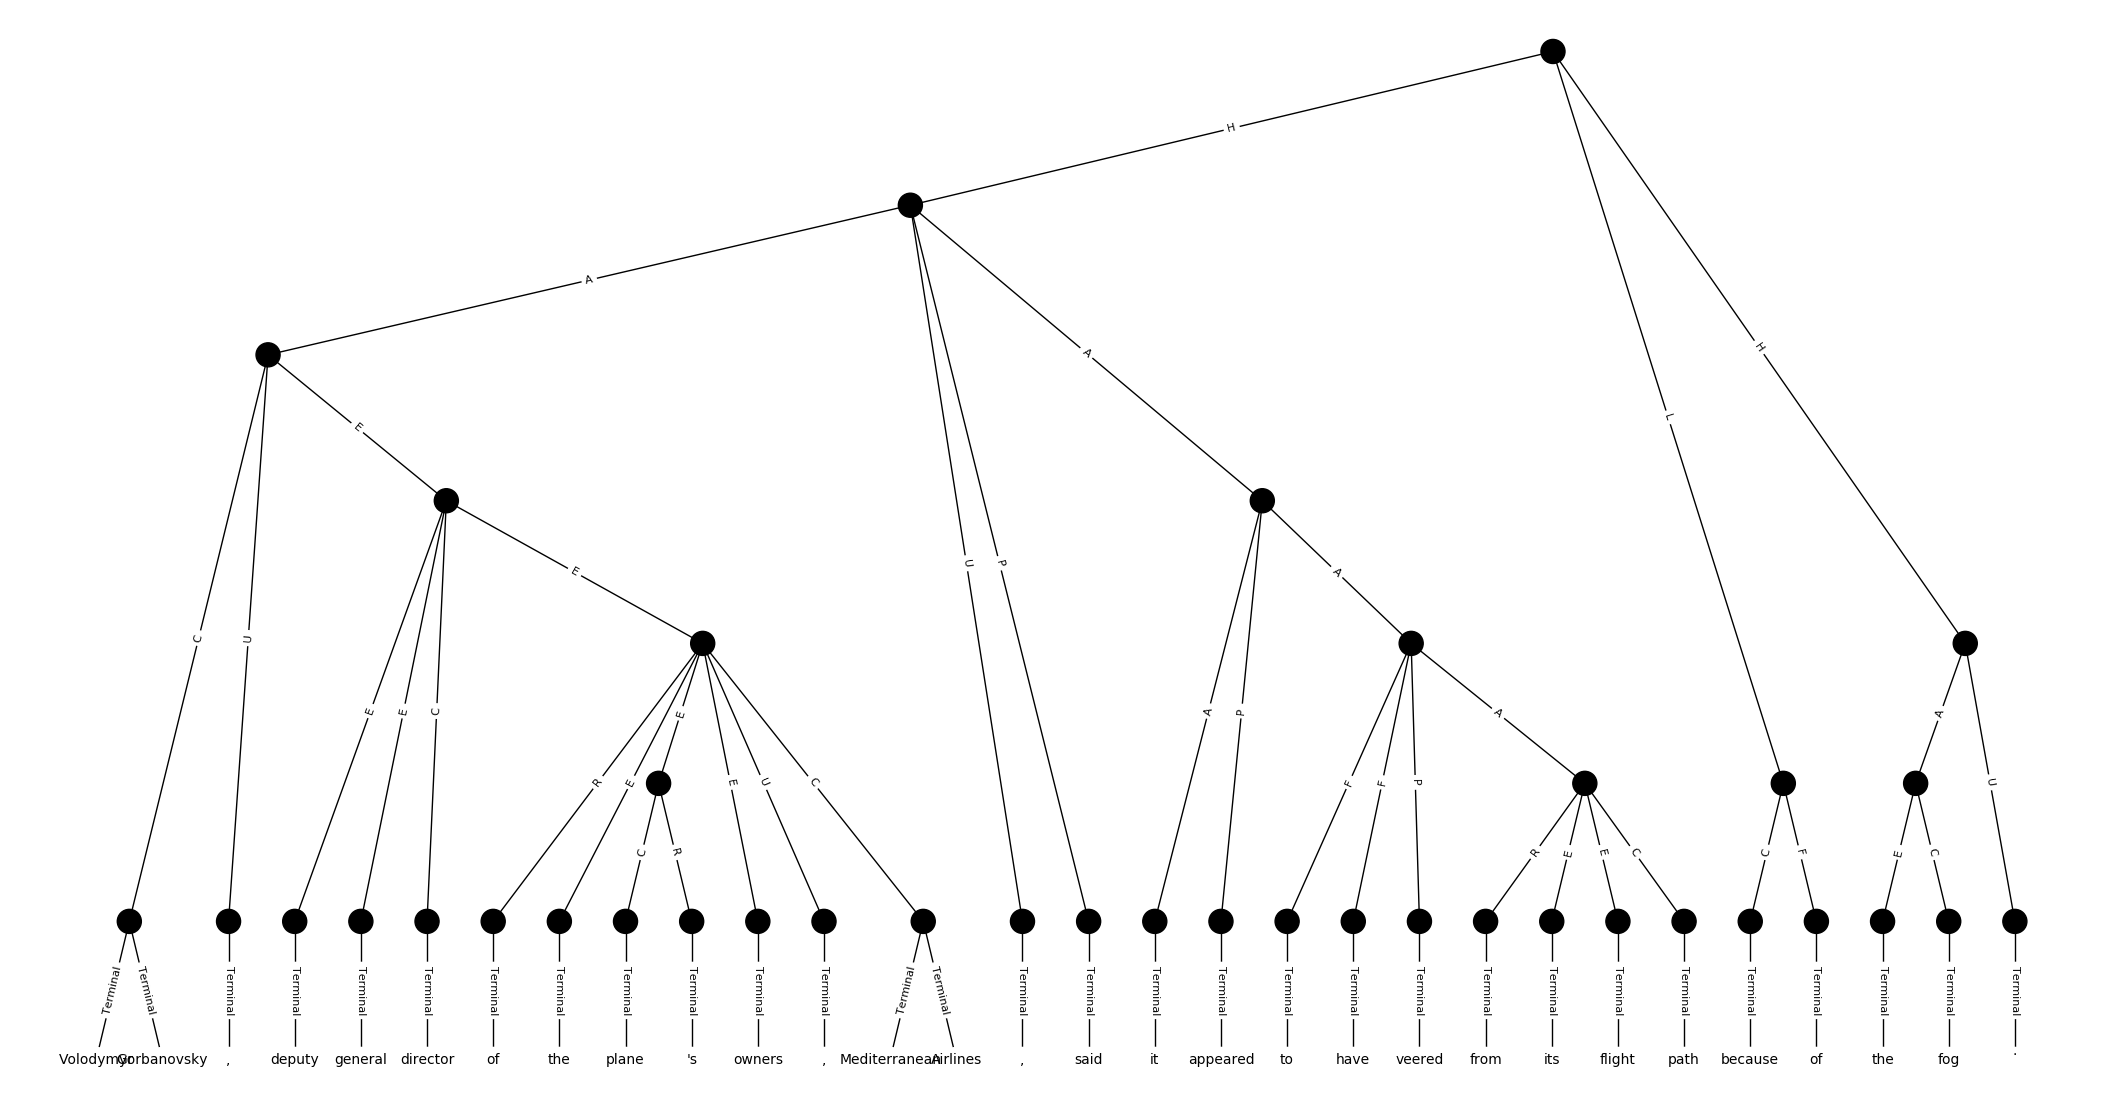 H
A
A
L
H
E
E
A
C
U
U
P
E
E
C
E
A
P
A
A
R
E
E
U
C
F
F
P
U
C
R
R
E
E
C
C
F
E
C
Terminal Terminal Terminal Terminal Terminal Terminal Terminal Terminal Terminal Terminal Terminal Terminal Terminal Terminal Terminal Terminal Terminal Terminal Terminal Terminal Terminal Terminal Terminal Terminal Terminal Terminal Terminal Terminal Terminal Terminal
Volodymyr Gorbanovsky , deputy general director of the plane 's owners , Mediterranean Airlines , said it appeared to have veered from its flight path because of the fog .